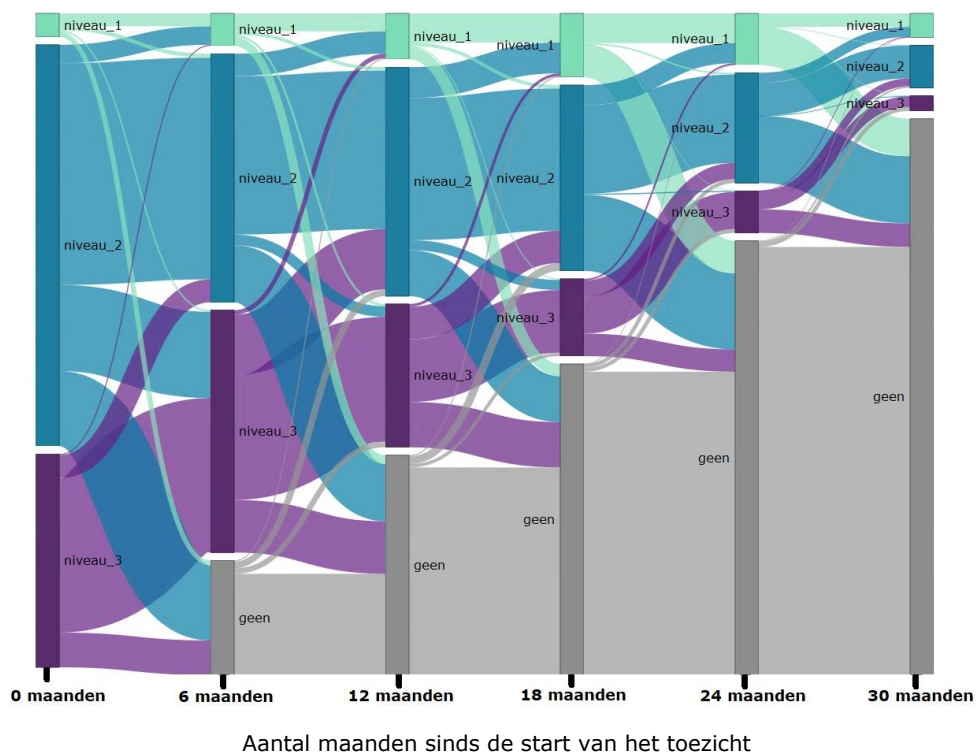 niveau_1
niveau_2
niveau_3
niveau_1
niveau_2
niveau_3
geen
niveau_1
niveau_2
niveau_3
geen
niveau_1
niveau_2
niveau_3
geen
niveau_1
niveau_2
niveau_3
geen
niveau_1
niveau_2
niveau_3
geen
0 maanden
6 maanden
12 maanden
18 maanden
24 maanden
30 maanden
Aantal maanden sinds de start van het toezicht